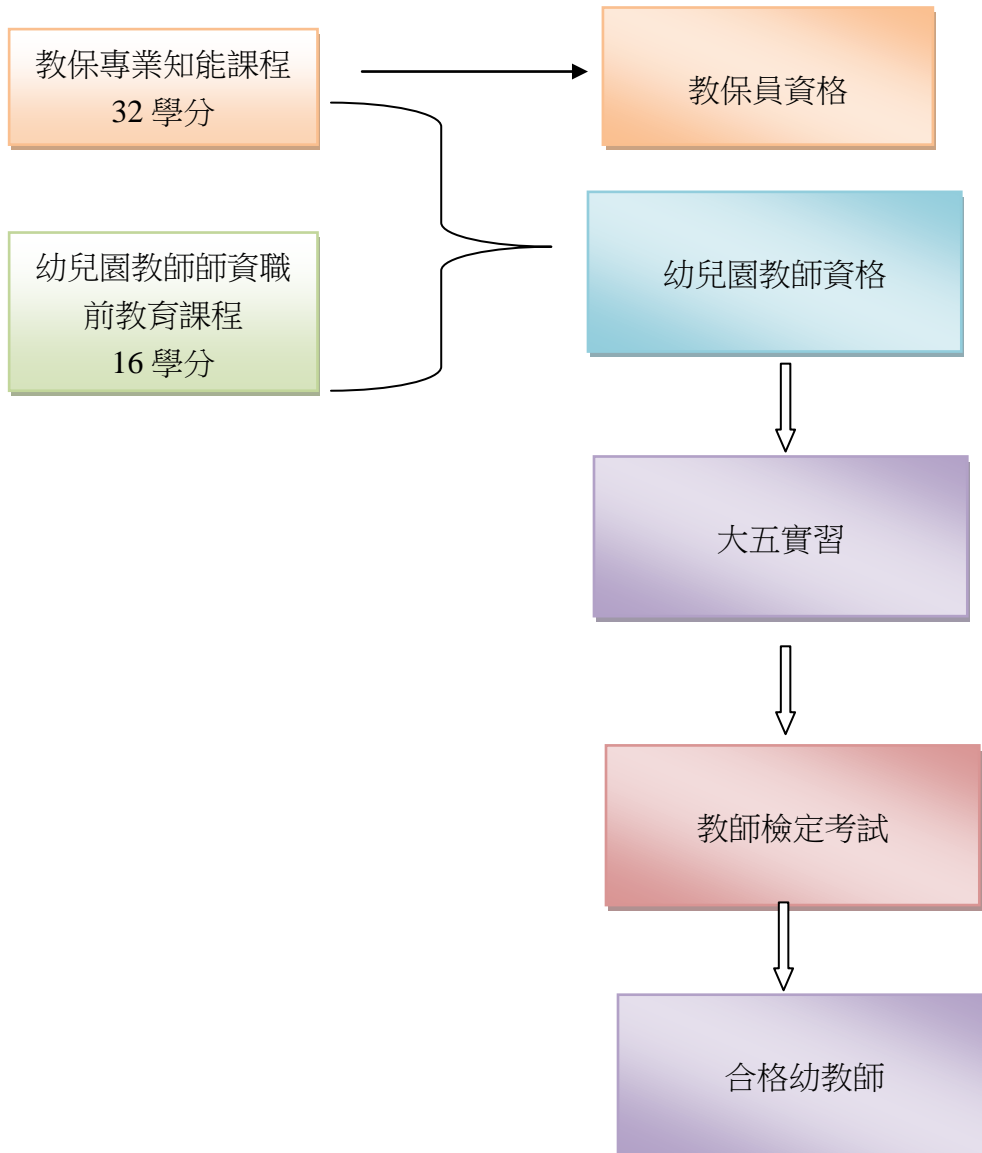 教保專業知能課程
32 學分
教保員資格
幼兒園教師師資職
前教育課程
16 學分
幼兒園教師資格
大五實習
教師檢定考試
合格幼教師